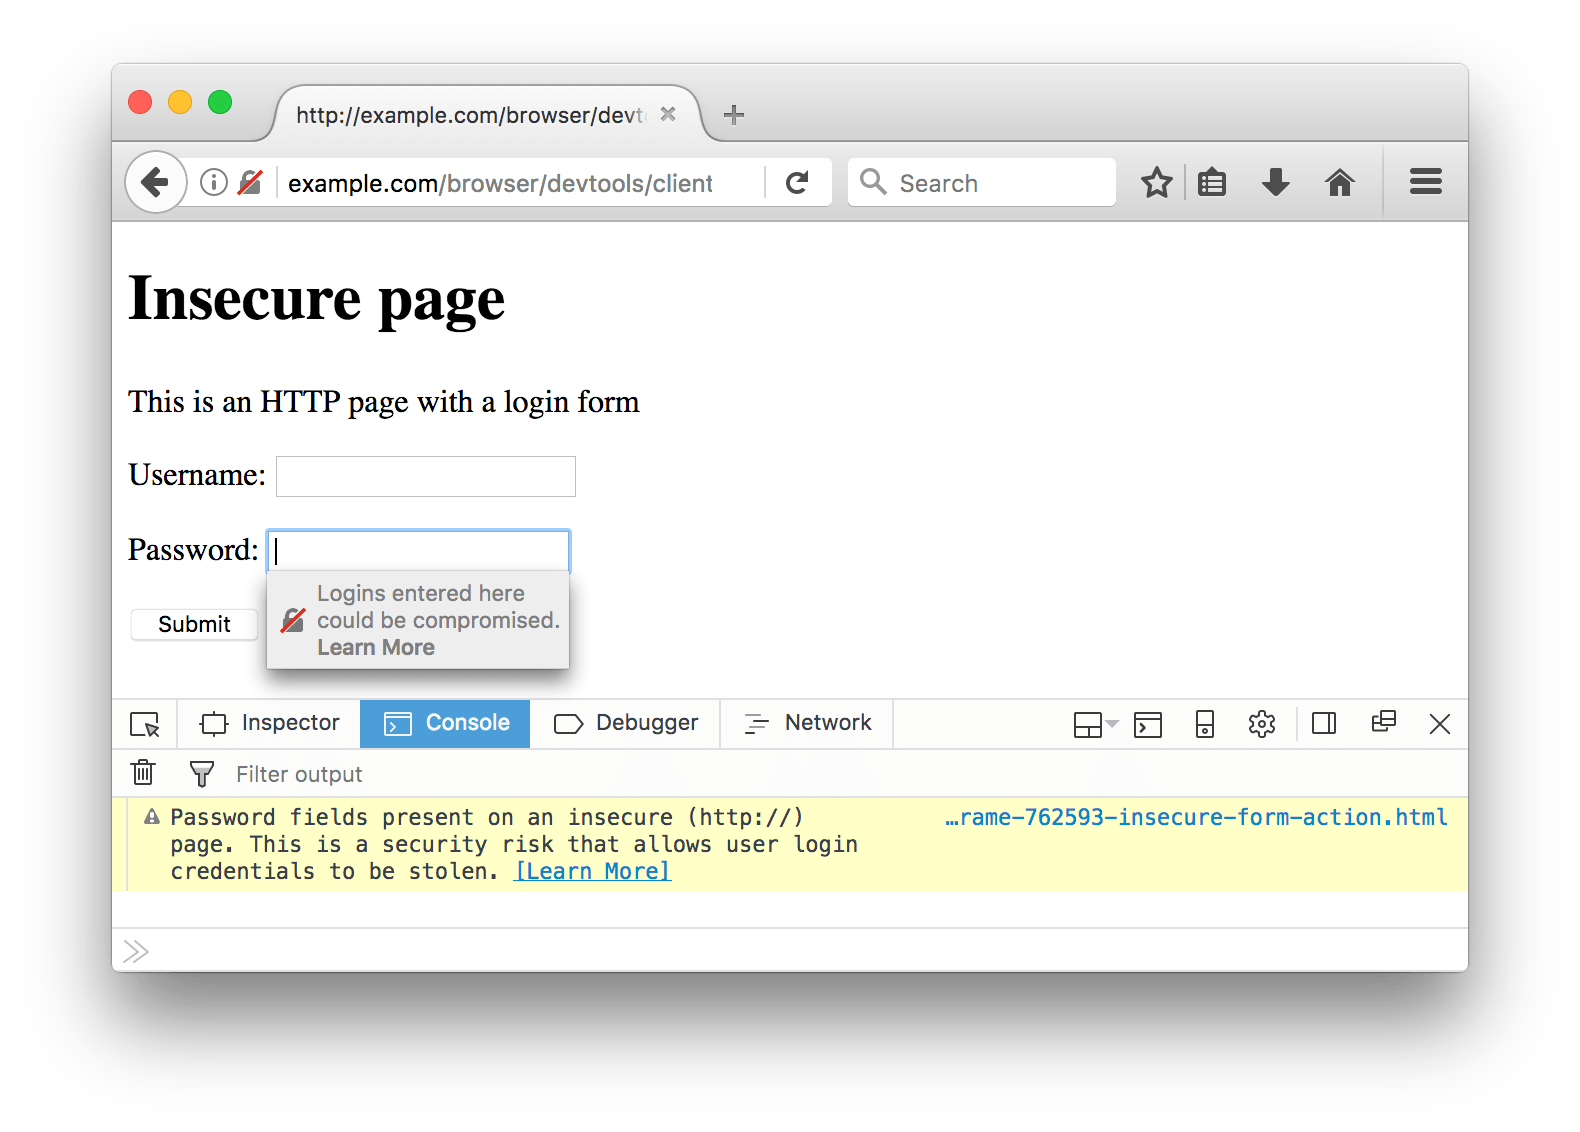 http://example.com/browser/devt
example.com/browser/devtools/client
Search
Insecure page
This is an HTTP page with a login form
Username:
Password:
Logins entered here
could be compromised.
Learn More
Submit
Inspector
Console
Debugger
Network
Filter output
Password fields present on an insecure (http://)
page. This is a security risk that allows user login
credentials to be stolen. [Learn More]
…rame-762593-insecure-form-action.html